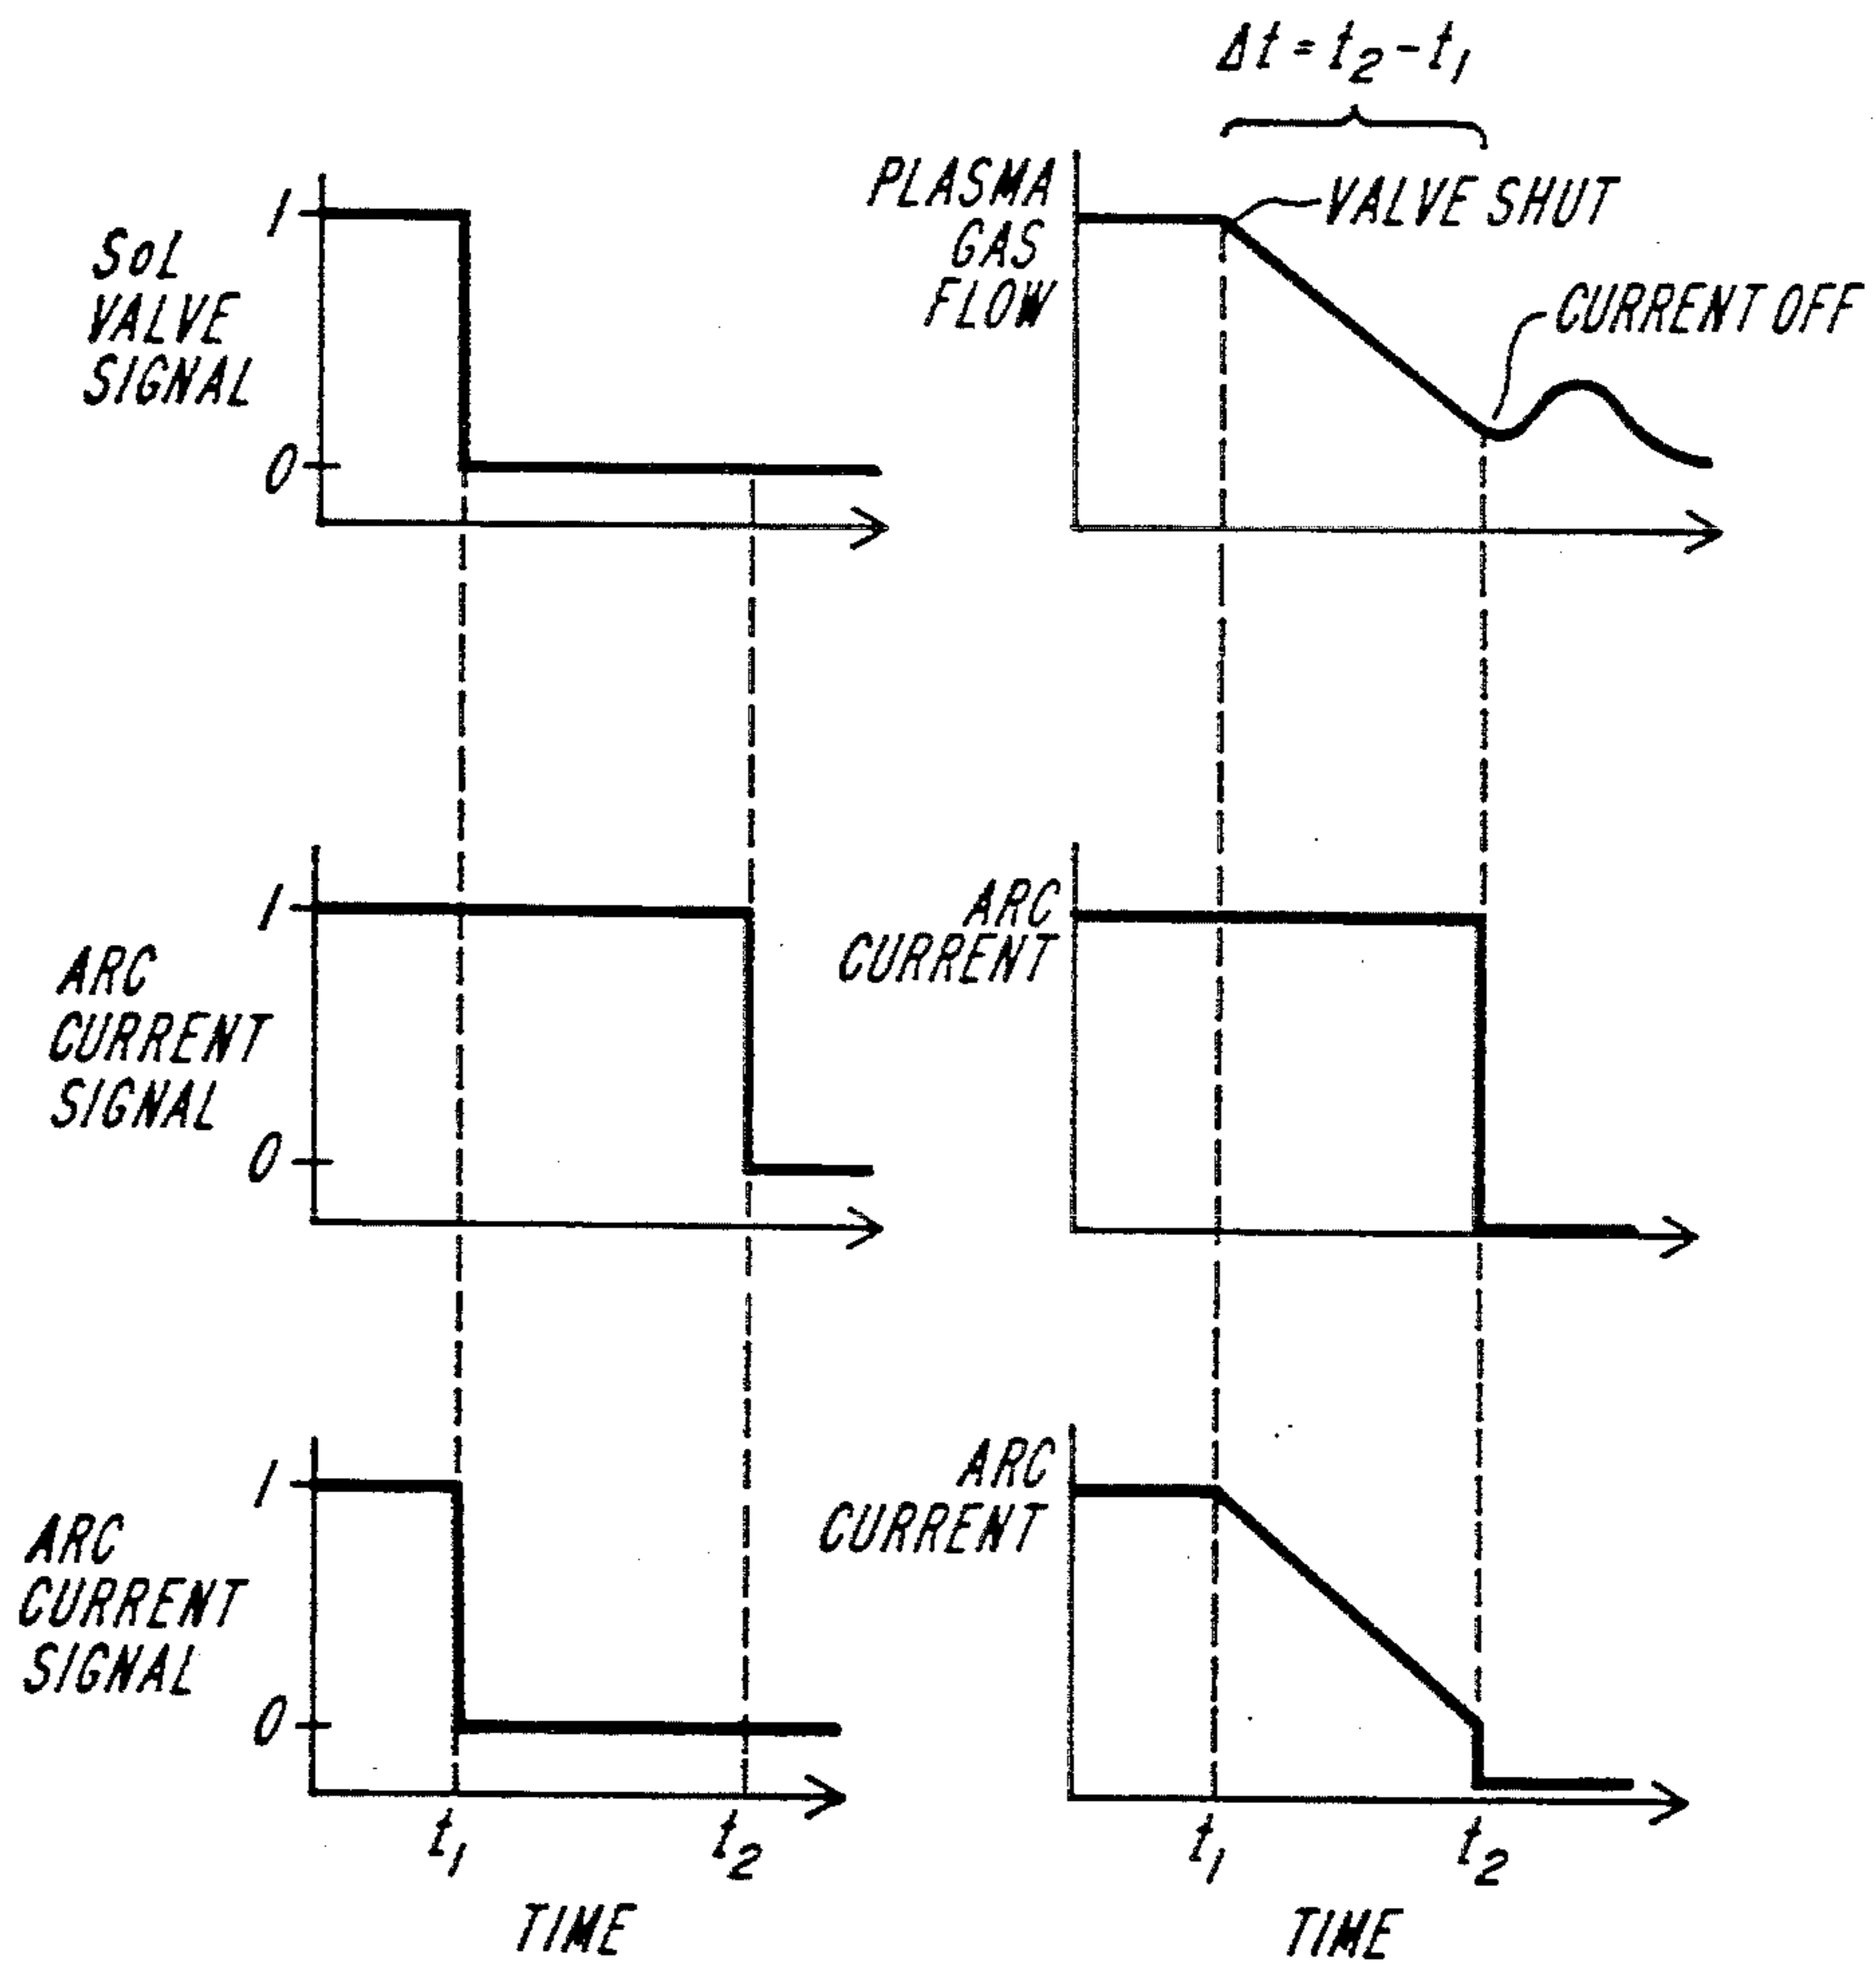 Δt = t2 - t1
1
SOL
VALVE
SIGNAL
0
PLASMA
GAS
FLOW
VALVE SHUT
CURRENT OFF
1
ARC
CURRENT
SIGNAL
0
ARC
CURRENT
1
ARC
CURRENT
SIGNAL
0
ARC
CURRENT
t1
t2
TIME
t1
t2
TIME